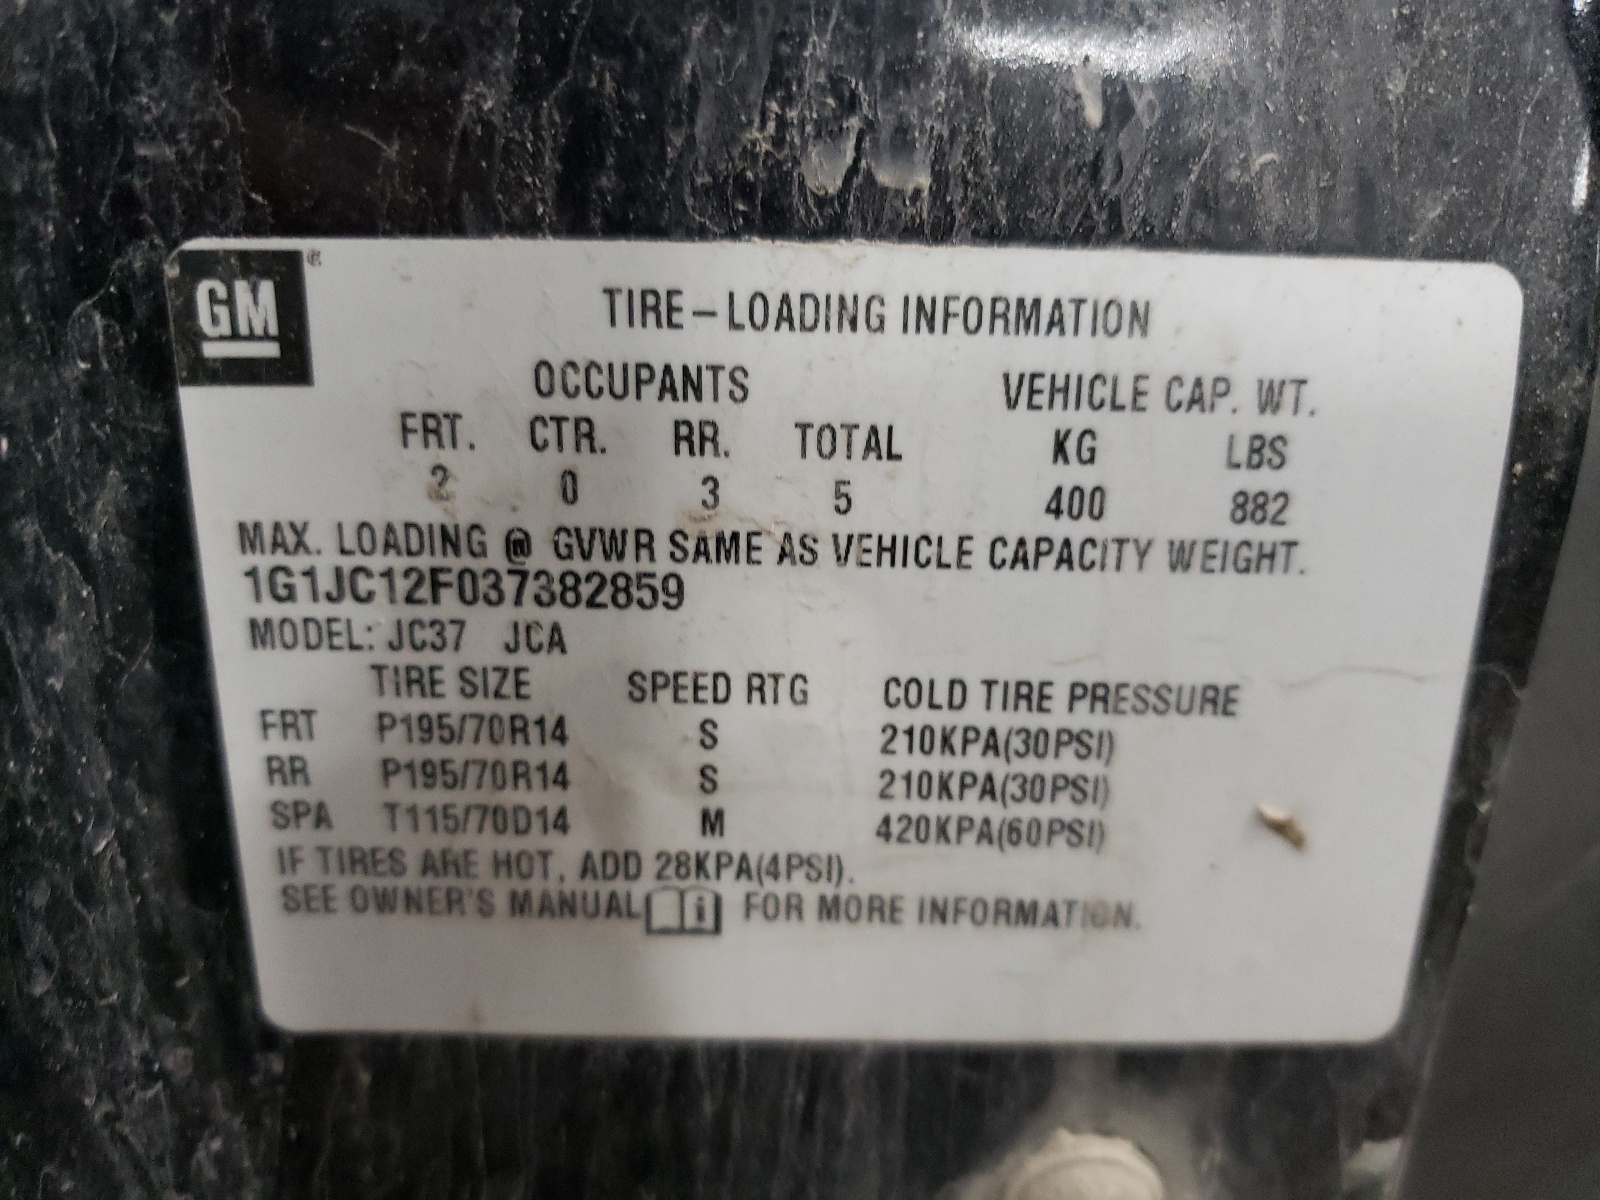 GM®
TIRE–LOADING INFORMATION
OCCUPANTS VEHICLE CAP. WT.
FRT. CTR. RR. TOTAL KG LBS
2 0 3 5 400 882
MAX. LOADING @ GVWR SAME AS VEHICLE CAPACITY WEIGHT.
1G1JC12F037382859
MODEL: JC37 JCA
TIRE SIZE SPEED RTG COLD TIRE PRESSURE
FRT P195/70R14 S 210KPA(30PSI)
RR P195/70R14 S 210KPA(30PSI)
SPA T115/70D14 M 420KPA(60PSI)
IF TIRES ARE HOT, ADD 28KPA(4PSI).
SEE OWNER'S MANUAL i FOR MORE INFORMATION.